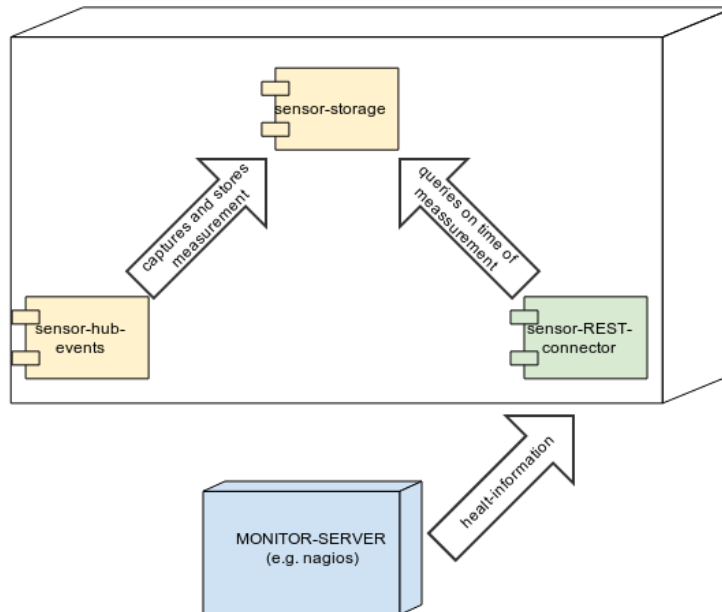 sensor-storage
captures and stores
measurement
queries on time of
meassurement
sensor-hub-
events
sensor-REST-
connector
healt-information
MONITOR-SERVER
(e.g. nagios)